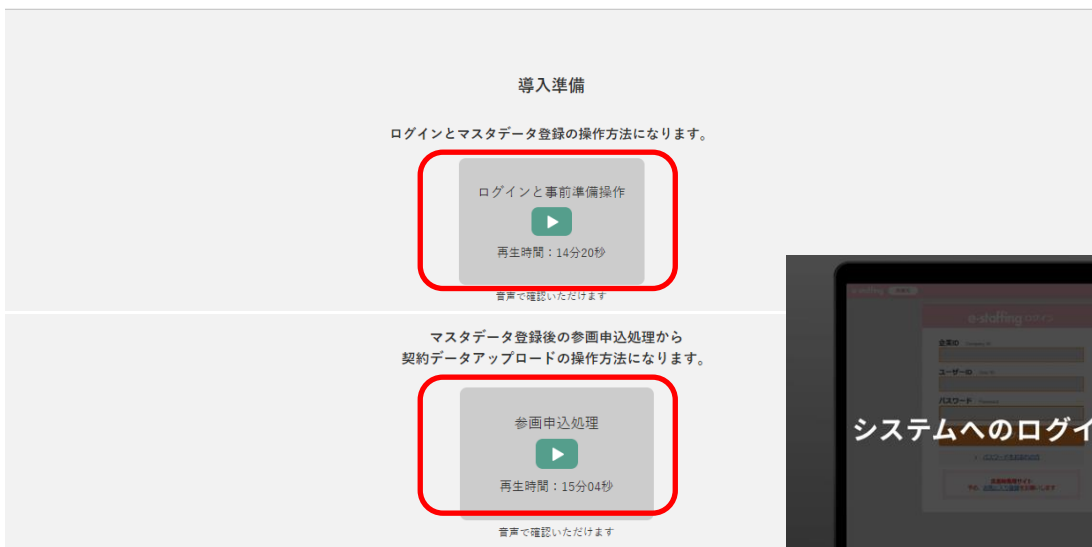 導入準備
ログインとマスタデータ登録の操作方法になります。
ログインと事前準備操作
再生時間：14分20秒
音声で確認いただけます
マスタデータ登録後の参画申込処理から
契約データアップロードの操作方法になります。
参画申込処理
再生時間：15分04秒
音声で確認いただけます
e-staffing
e-staffing ログイン
企業ID
ユーザーID
パスワード
システムへのログイ